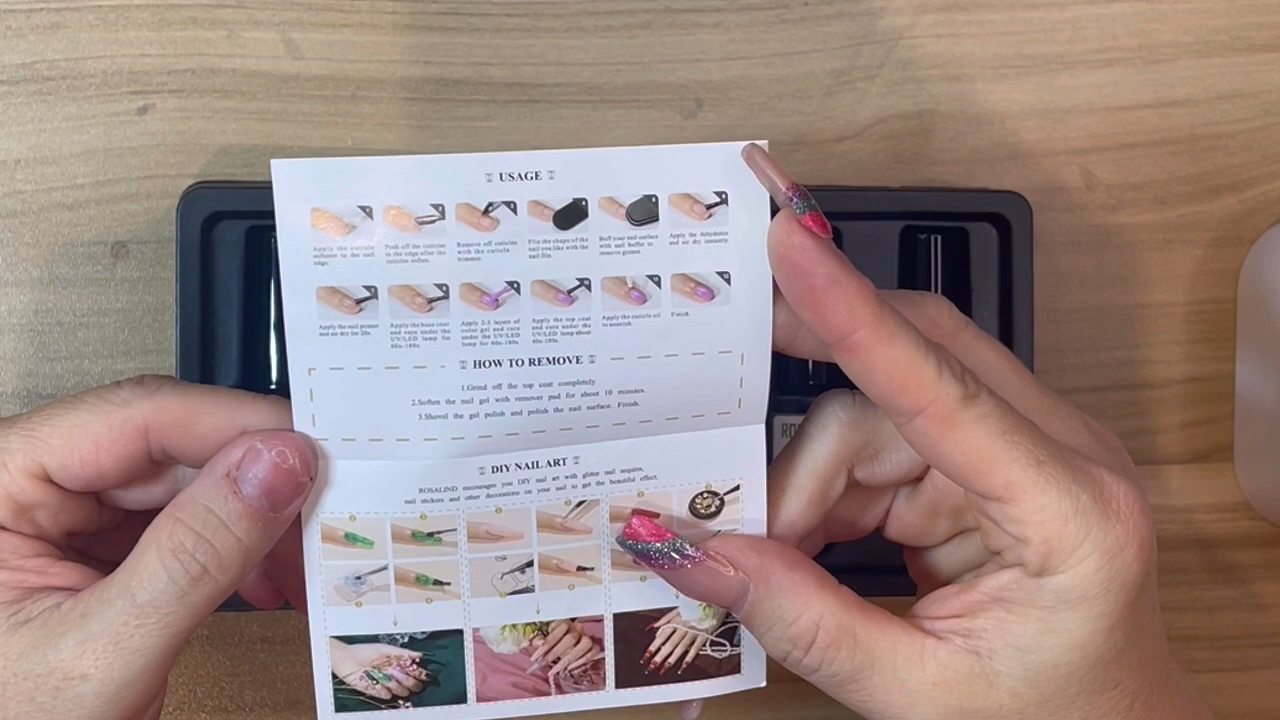 USAGE
Apply the cuticle
softener to the nail
edge.
Push off the cuticles
to the edge after the
cuticles soften.
Remove off cuticles
with the cuticle
trimmer.
File the shape of the
nail you like with the
nail file.
Buff your nail surface
with nail buffer to
remove grease.
Apply the dehydrator
and air dry instantly.
Apply the nail primer
and air dry for 20s.
Apply the base coat
and cure under the
UV/LED lamp for
60s-180s.
Apply 2-3 layers of
color gel and cure
under the UV/LED
lamp for 60s-180s.
Apply the top coat
and cure under the
UV/LED lamp about
60s-180s.
Apply the cuticle oil
to nourish.
Finish.
HOW TO REMOVE
1.Grind off the top coat completely.
2.Soften the nail gel with remover pad for about 10 minutes.
3.Shovel the gel polish and polish the nail surface. Finish.
DIY NAIL ART
ROSALIND encourages you DIY nail art with glitter nail sequins,
nail stickers and other decorations on your nail to get the beautiful effect.